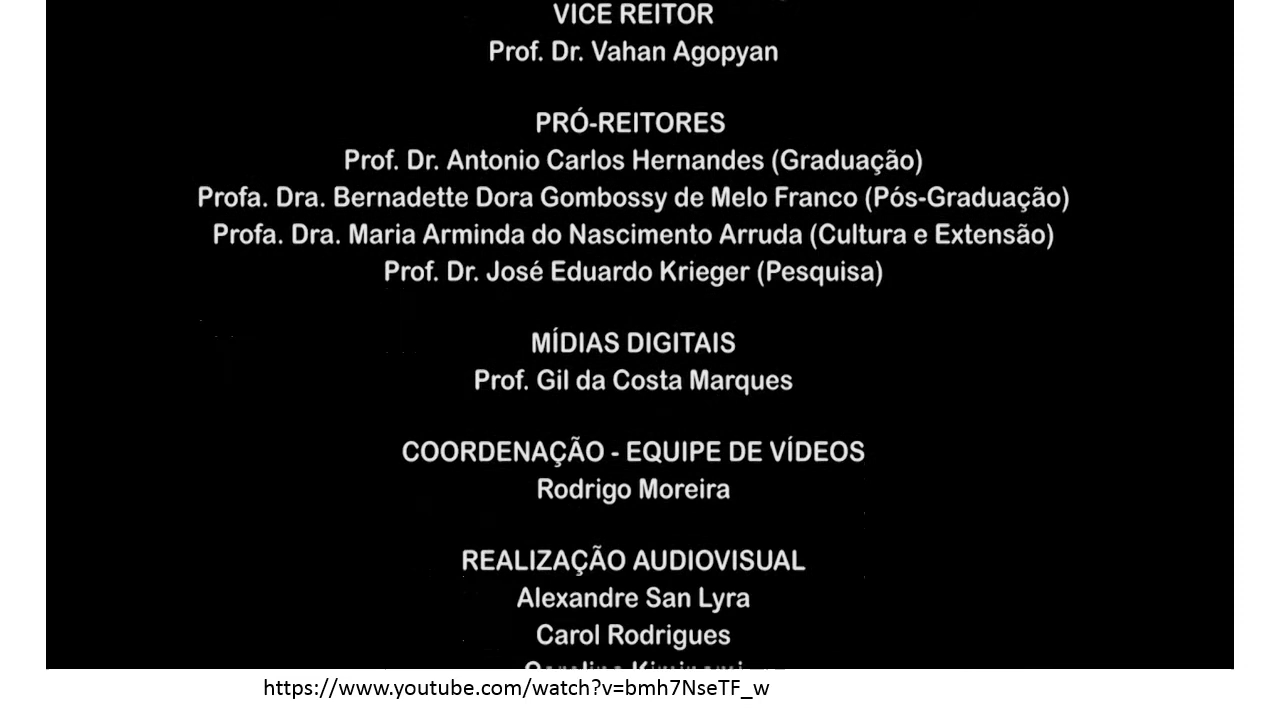 VICE REITOR
Prof. Dr. Vahan Agopyan
PRÓ-REITORES
Prof. Dr. Antonio Carlos Hernandes (Graduação)
Profa. Dra. Bernadette Dora Gombossy de Melo Franco (Pós-Graduação)
Profa. Dra. Maria Arminda do Nascimento Arruda (Cultura e Extensão)
Prof. Dr. José Eduardo Krieger (Pesquisa)
MÍDIAS DIGITAIS
Prof. Gil da Costa Marques
COORDENAÇÃO - EQUIPE DE VÍDEOS
Rodrigo Moreira
REALIZAÇÃO AUDIOVISUAL
Alexandre San Lyra
Carol Rodrigues
https://www.youtube.com/watch?v=bmh7NseTF_w